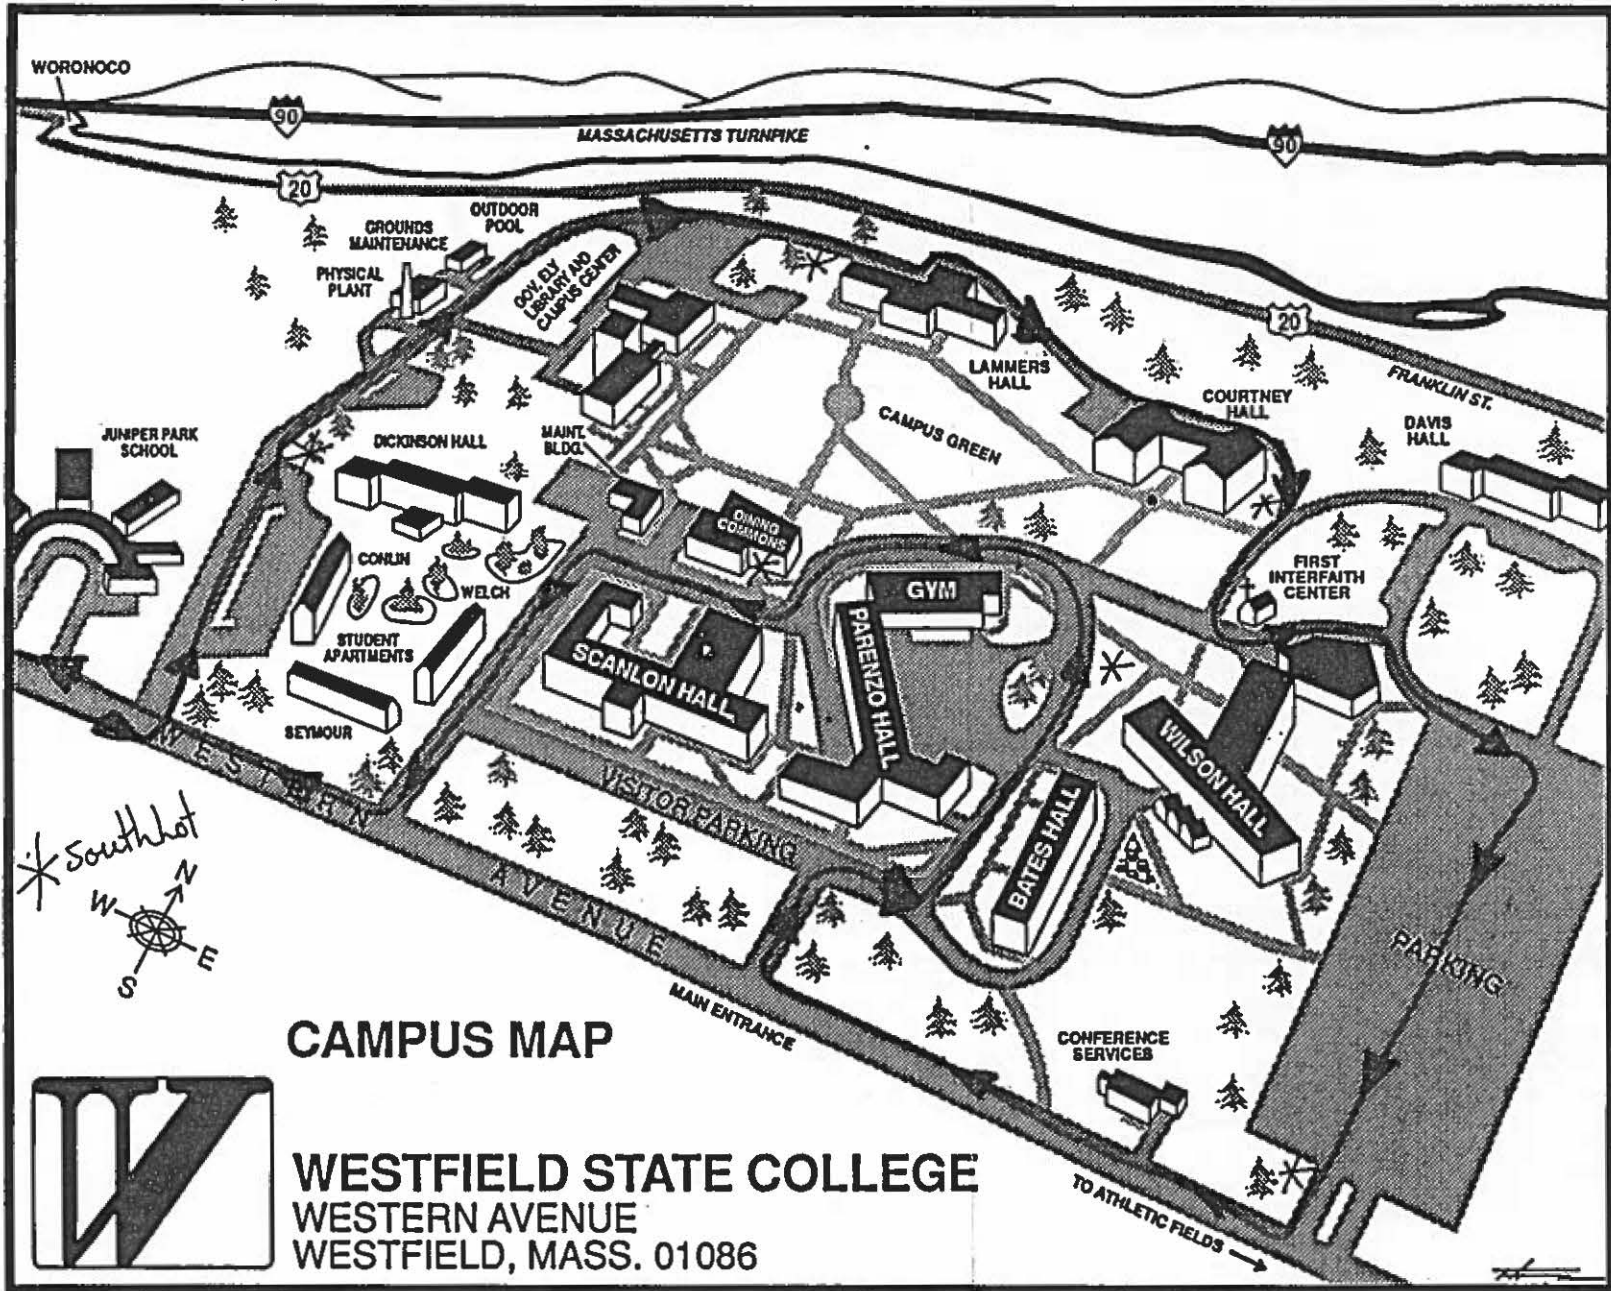 WORONOCO
90
MASSACHUSETTS TURNPIKE
90
20
OUTDOOR
POOL
GROUNDS
MAINTENANCE
PHYSICAL
PLANT
GOV. ELY
LIBRARY AND
CAMPUS CENTER
20
FRANKLIN ST.
LAMMERS
HALL
COURTNEY
HALL
DAVIS
HALL
CAMPUS GREEN
JUNIPER PARK
SCHOOL
DICKINSON HALL
MAINT.
BLDG.
DINING
COMMONS
CONLIN
WELCH
STUDENT
APARTMENTS
SEYMOUR
FIRST
INTERFAITH
CENTER
GYM
PARENZO HALL
SCANLON HALL
WILSON HALL
BATES HALL
VISITOR PARKING
WESTERN
AVENUE
PARKING
Southlot
N
W
E
S
MAIN ENTRANCE
CONFERENCE
SERVICES
TO ATHLETIC FIELDS
CAMPUS MAP
W
WESTFIELD STATE COLLEGE
WESTERN AVENUE
WESTFIELD, MASS. 01086